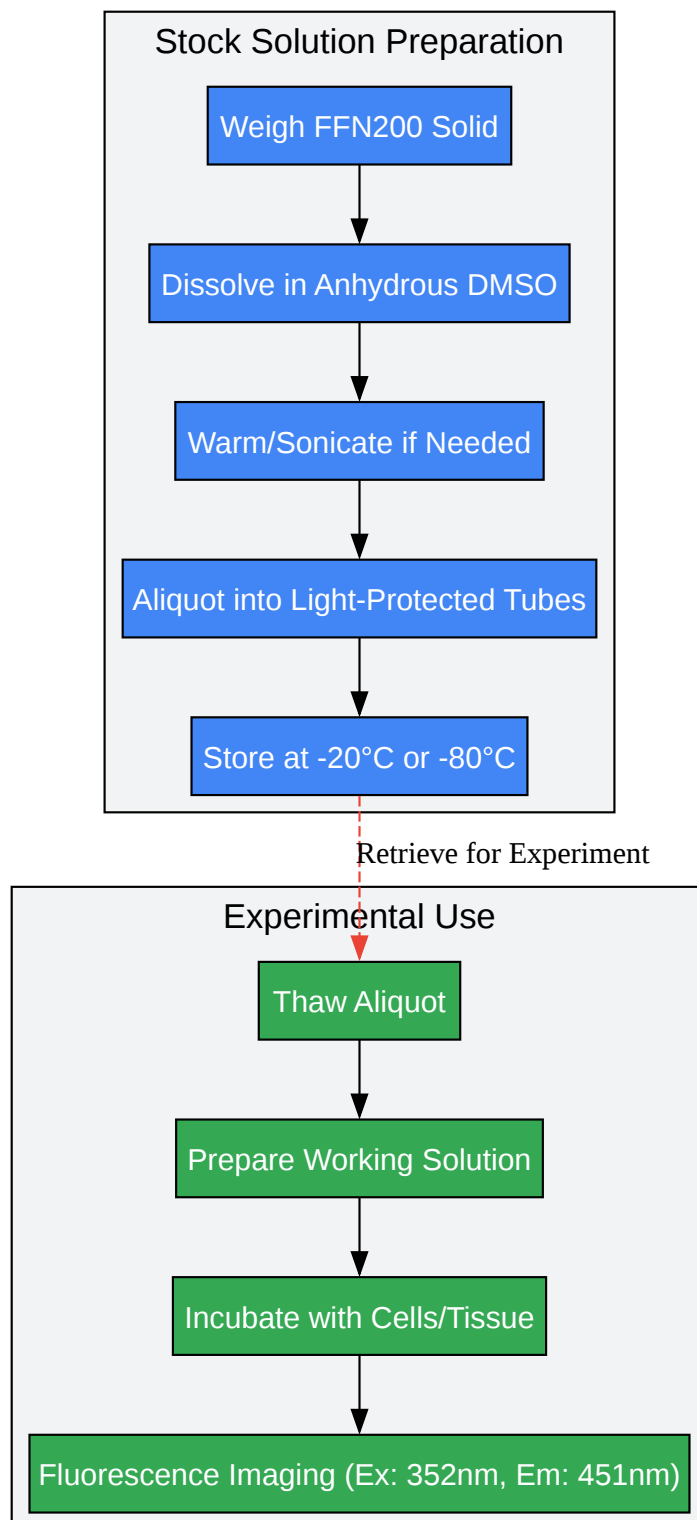 Stock Solution Preparation
Weigh FFN200 Solid
Dissolve in Anhydrous DMSO
Warm/Sonicate if Needed
Aliquot into Light-Protected Tubes
Store at -20°C or -80°C
Retrieve for Experiment
Experimental Use
Thaw Aliquot
Prepare Working Solution
Incubate with Cells/Tissue
Fluorescence Imaging (Ex: 352nm, Em: 451nm)